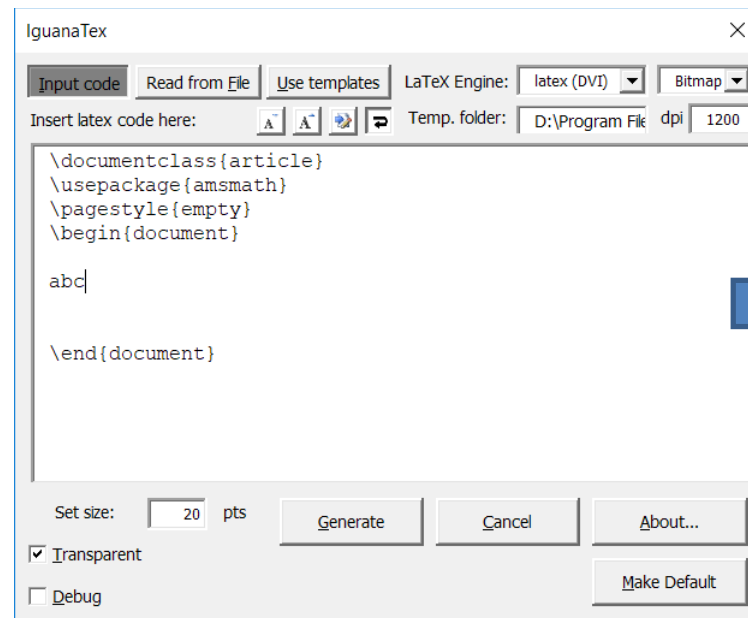 IguanaTex
Input code Read from File Use templates LaTeX Engine: latex (DVI) Bitmap
Insert latex code here: A A Temp. folder: D:\Program File dpi 1200
\documentclass{article}
\usepackage{amsmath}
\pagestyle{empty}
\begin{document}
abc
\end{document}
Set size: 20 pts Generate Cancel About...
Transparent
Make Default
Debug